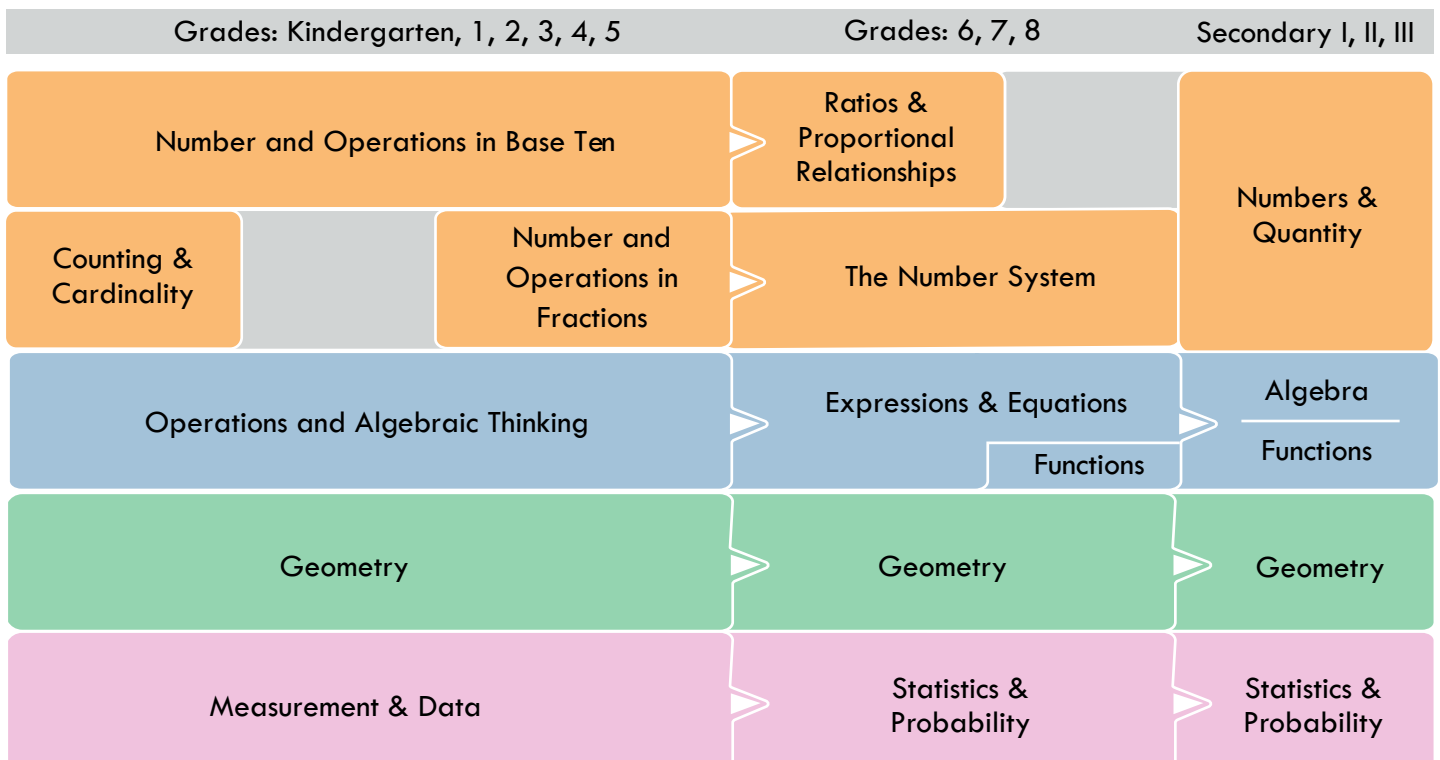 Grades: Kindergarten, 1, 2, 3, 4, 5
Grades: 6, 7, 8
Secondary I, II, III
Number and Operations in Base Ten
Ratios &
Proportional
Relationships
Numbers &
Quantity
Counting &
Cardinality
Number and
Operations in
Fractions
The Number System
Operations and Algebraic Thinking
Expressions & Equations
Functions
Algebra
Functions
Geometry
Geometry
Geometry
Measurement & Data
Statistics &
Probability
Statistics &
Probability